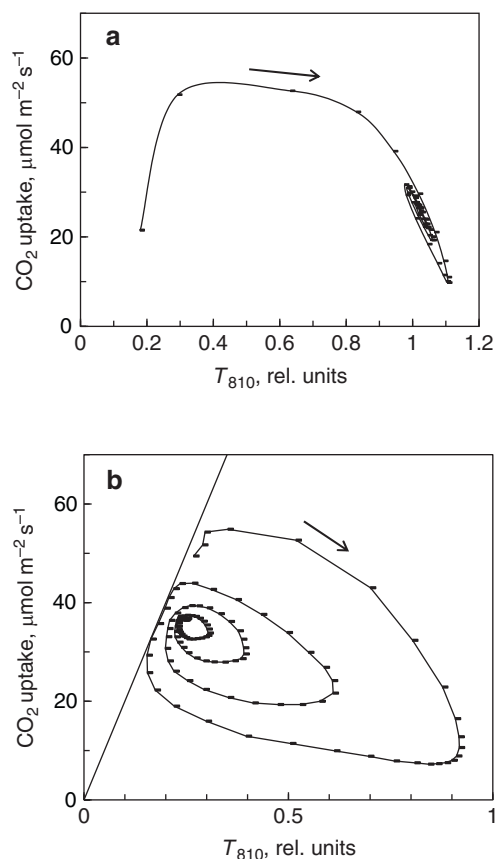 a
60
40
20
0
CO₂ uptake, μmol m⁻² s⁻¹
0 0.2 0.4 0.6 0.8 1 1.2
T₈₁₀, rel. units
b
60
40
20
0
CO₂ uptake, μmol m⁻² s⁻¹
0 0.5 1
T₈₁₀, rel. units